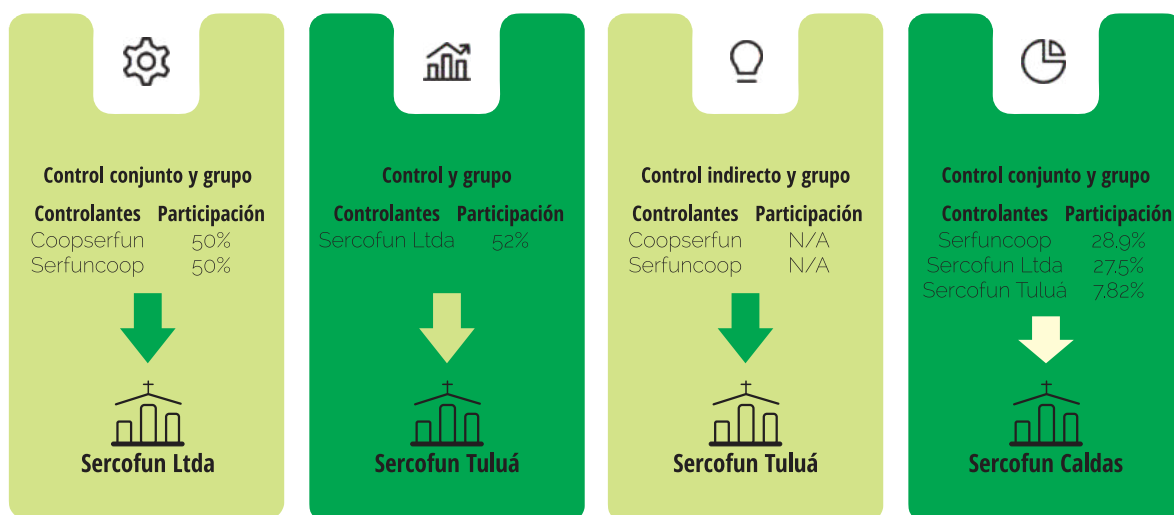 Control conjunto y grupo
Controlantes Participación
Coopserfun 50%
Serfuncoop 50%
Sercofun Ltda
Control y grupo
Controlantes Participación
Sercofun Ltda 52%
Sercofun Tuluá
Control indirecto y grupo
Controlantes Participación
Coopserfun N/A
Serfuncoop N/A
Sercofun Tuluá
Control conjunto y grupo
Controlantes Participación
Serfuncoop 28,9%
Sercofun Ltda 27,5%
Sercofun Tuluá 7,82%
Sercofun Caldas